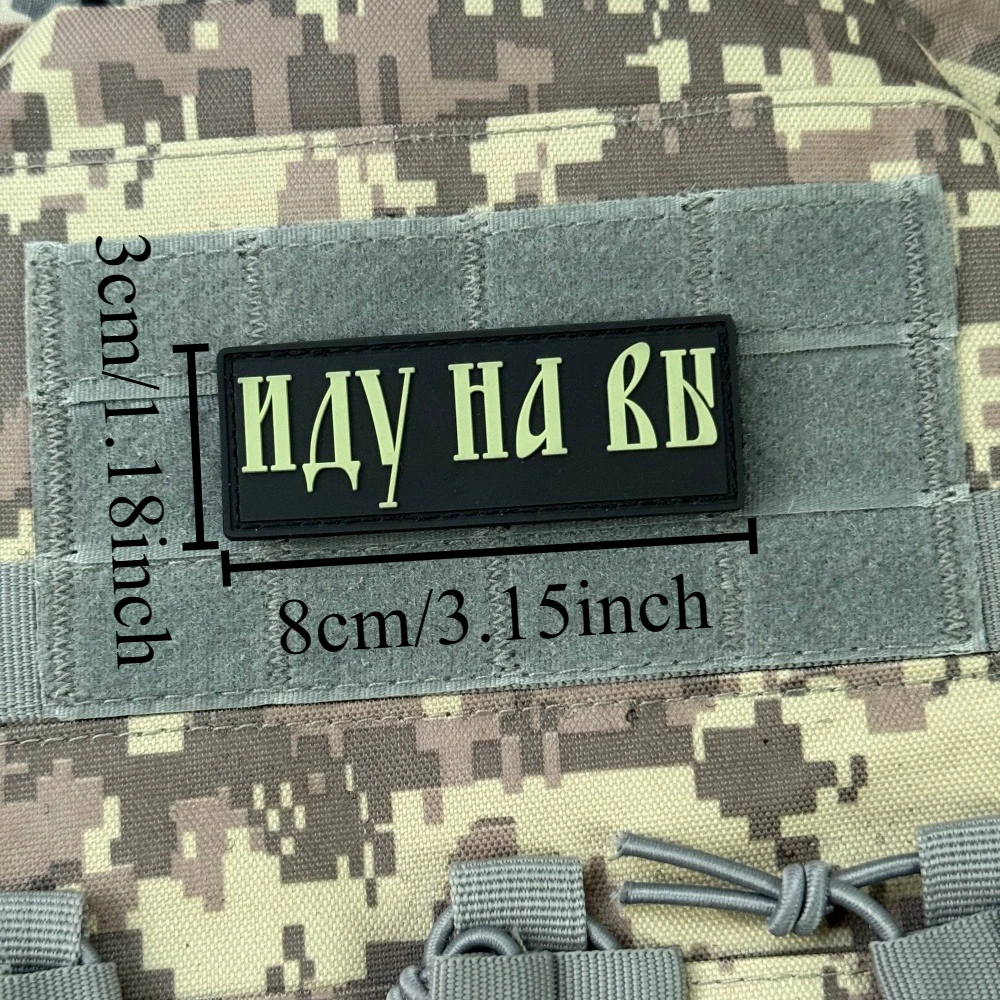 3cm/1.18inch
иду на вы
8cm/3.15inch